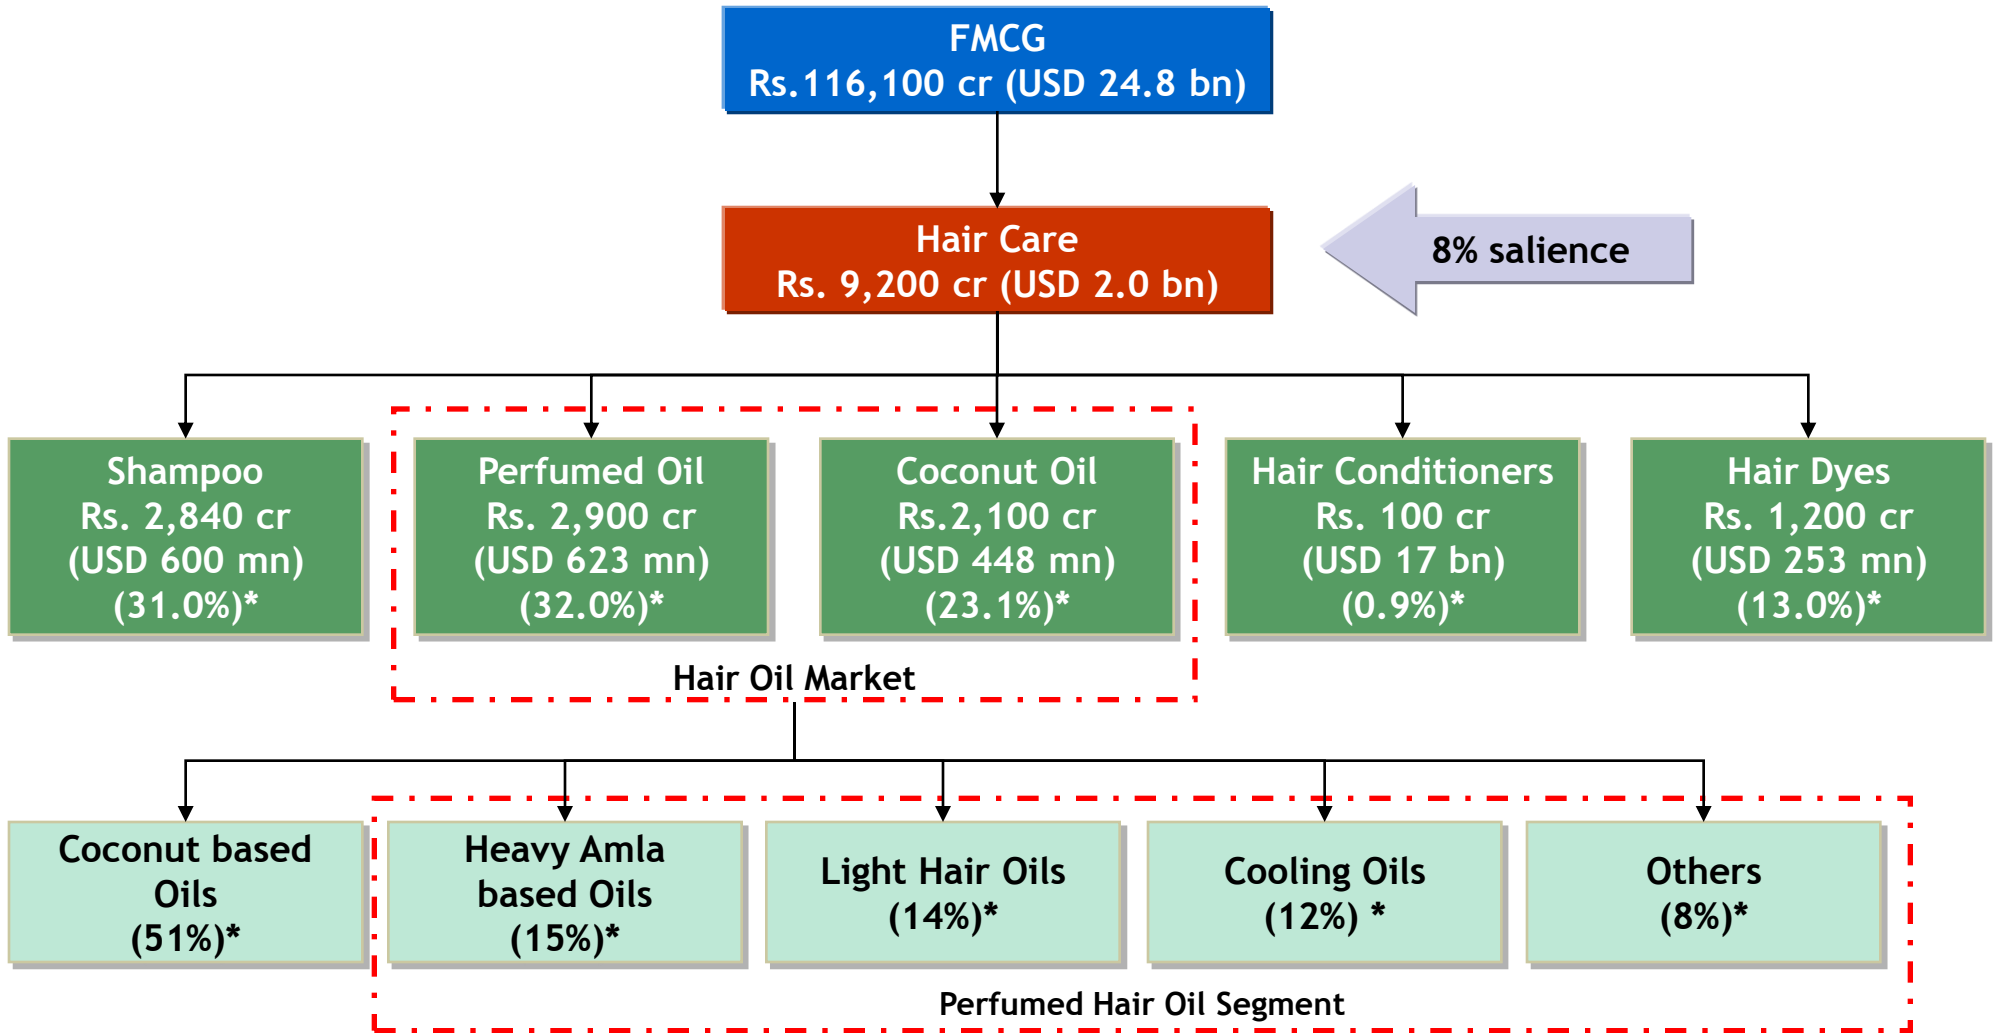 FMCG
Rs.116,100 cr (USD 24.8 bn)
Hair Care
Rs. 9,200 cr (USD 2.0 bn)
8% salience
Shampoo
Rs. 2,840 cr
(USD 600 mn)
(31.0%)*
Perfumed Oil
Rs. 2,900 cr
(USD 623 mn)
(32.0%)*
Coconut Oil
Rs.2,100 cr
(USD 448 mn)
(23.1%)*
Hair Conditioners
Rs. 100 cr
(USD 17 bn)
(0.9%)*
Hair Dyes
Rs. 1,200 cr
(USD 253 mn)
(13.0%)*
Hair Oil Market
Coconut based
Oils
(51%)*
Heavy Amla
based Oils
(15%)*
Light Hair Oils
(14%)*
Cooling Oils
(12%) *
Others
(8%)*
Perfumed Hair Oil Segment